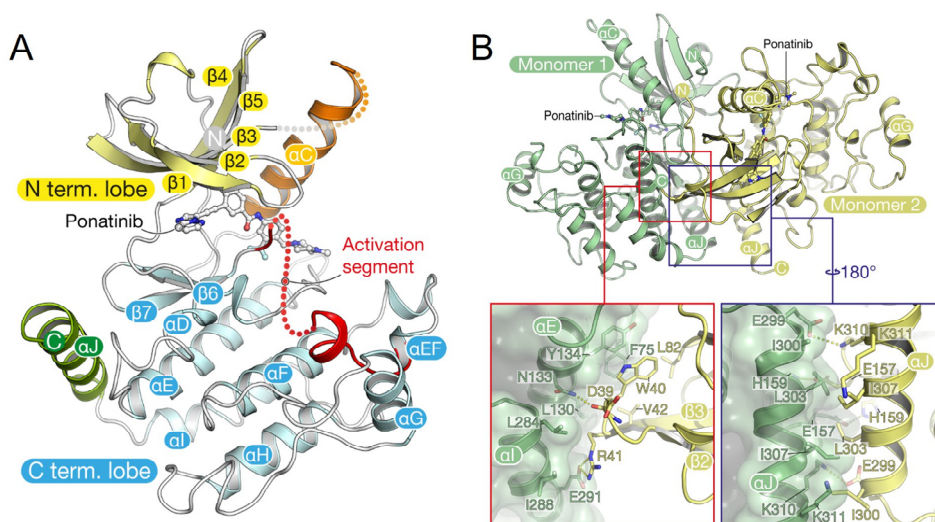 A
β4
β5
N
β3
αC
β2
N term. lobe
β1
Ponatinib
Activation
segment
β6
β7
αD
C
αJ
αE
αF
αEF
αG
αI
αH
C term. lobe
B
αC
N
Ponatinib
Monomer 1
N
αC
αG
Ponatinib
αG
C
Monomer 2
αJ
αJ
C
180°
αE
Y134
F75
L82
N133
W40
D39
L130
V42
β3
L284
R41
αI
β2
I288
E291
E299
K310
K311
αJ
I300
E157
H159
I307
L303
H159
E157
L303
I307
E299
αJ
K310
K311
I300